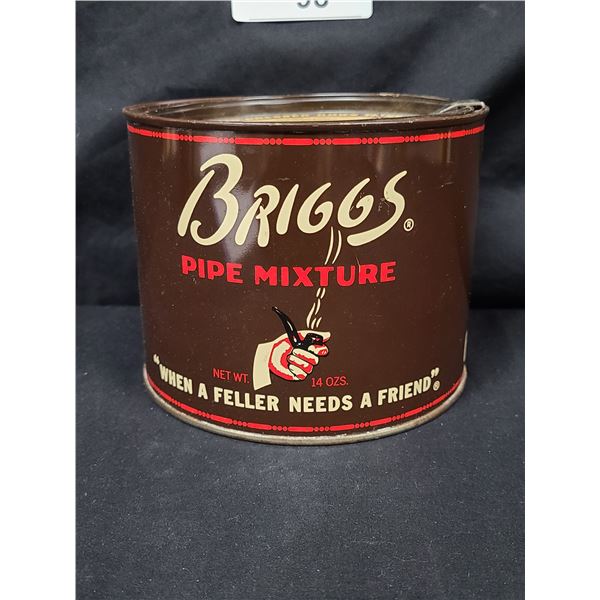 BRIGGS®
PIPE MIXTURE
NET WT. 14 OZS.
"WHEN A FELLER NEEDS A FRIEND"®